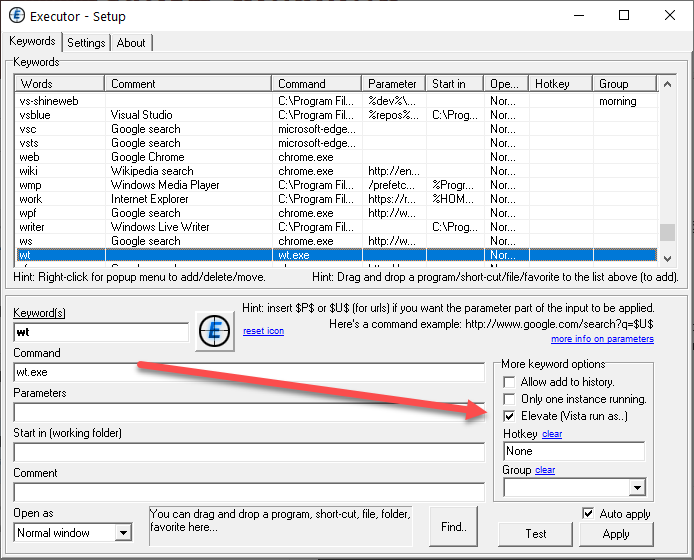 Executor - Setup
Keywords Settings About
Keywords
Words Comment Command Parameter Start in Ope... Hotkey Group
vs-shineweb C:\Program Fil... %dev%\... Nor... morning
vsblue Visual Studio C:\Program Fil... %repos%... C:\Prog... Nor...
vsc Google search microsoft-edge... Nor...
vsts Google search microsoft-edge... Nor...
web Google Chrome chrome.exe Nor...
wiki Wikipedia search chrome.exe http://en... Nor...
wmp Windows Media Player C:\Program Fil... /prefetc... %Progr... Nor...
work Internet Explorer C:\Program Fil... https://r... %HOM... Nor...
wpf Google search chrome.exe http://w... Nor...
writer Windows Live Writer C:\Prog... Nor...
ws Google search chrome.exe http://w... Nor...
wt wt.exe Nor...
Hint: Right-click for popup menu to add/delete/move. Hint: Drag and drop a program/short-cut/file/favorite to the list above (to add).
Keyword(s)
wt
reset icon
Hint: insert $P$ or $U$ (for urls) if you want the parameter part of the input to be applied.
Here's a command example: http://www.google.com/search?q=$U$
more info on parameters
Command
wt.exe
Parameters
Start in (working folder)
Comment
Open as
Normal window
You can drag and drop a program, short-cut, file, folder,
favorite here...
Find..
More keyword options
Allow add to history.
Only one instance running.
Elevate (Vista run as..)
Hotkey clear
None
Group clear
Auto apply
Test Apply